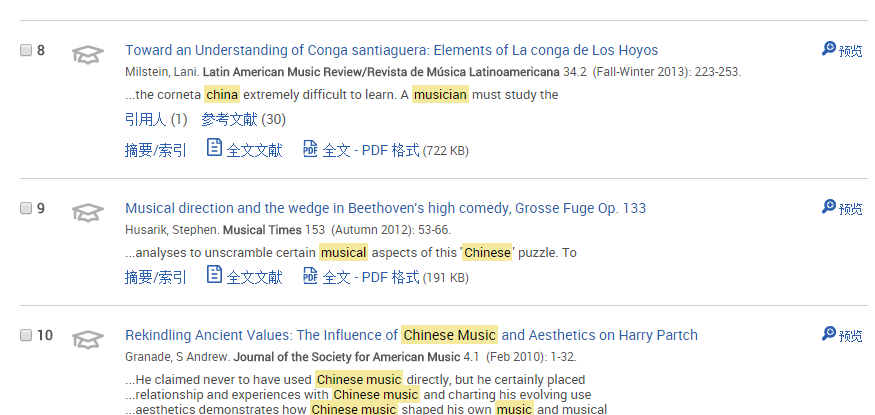 8 Toward an Understanding of Conga santiaguera: Elements of La conga de Los Hoyos 预览
Milstein, Lani. Latin American Music Review/Revista de Música Latinoamericana 34.2 (Fall-Winter 2013): 223-253.
...the corneta china extremely difficult to learn. A musician must study the
引用人 (1) 参考文献 (30)
摘要/索引 全文文献 全文 - PDF 格式 (722 KB)
9 Musical direction and the wedge in Beethoven's high comedy, Grosse Fuge Op. 133 预览
Husarik, Stephen. Musical Times 153 (Autumn 2012): 53-66.
...analyses to unscramble certain musical aspects of this 'Chinese' puzzle. To
摘要/索引 全文文献 全文 - PDF 格式 (191 KB)
10 Rekindling Ancient Values: The Influence of Chinese Music and Aesthetics on Harry Partch 预览
Granade, S Andrew. Journal of the Society for American Music 4.1 (Feb 2010): 1-32.
...He claimed never to have used Chinese music directly, but he certainly placed
...relationship and experiences with Chinese music and charting his evolving use
...aesthetics demonstrates how Chinese music shaped his own music and musical